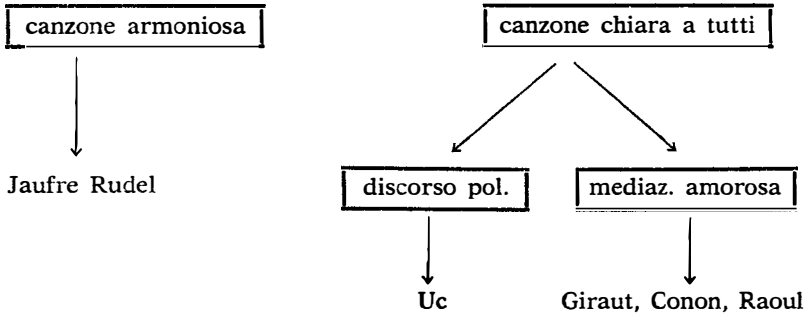 canzone armoniosa
canzone chiara a tutti
Jaufre Rudel
discorso pol.
mediaz. amorosa
Uc
Giraut, Conon, Raoul